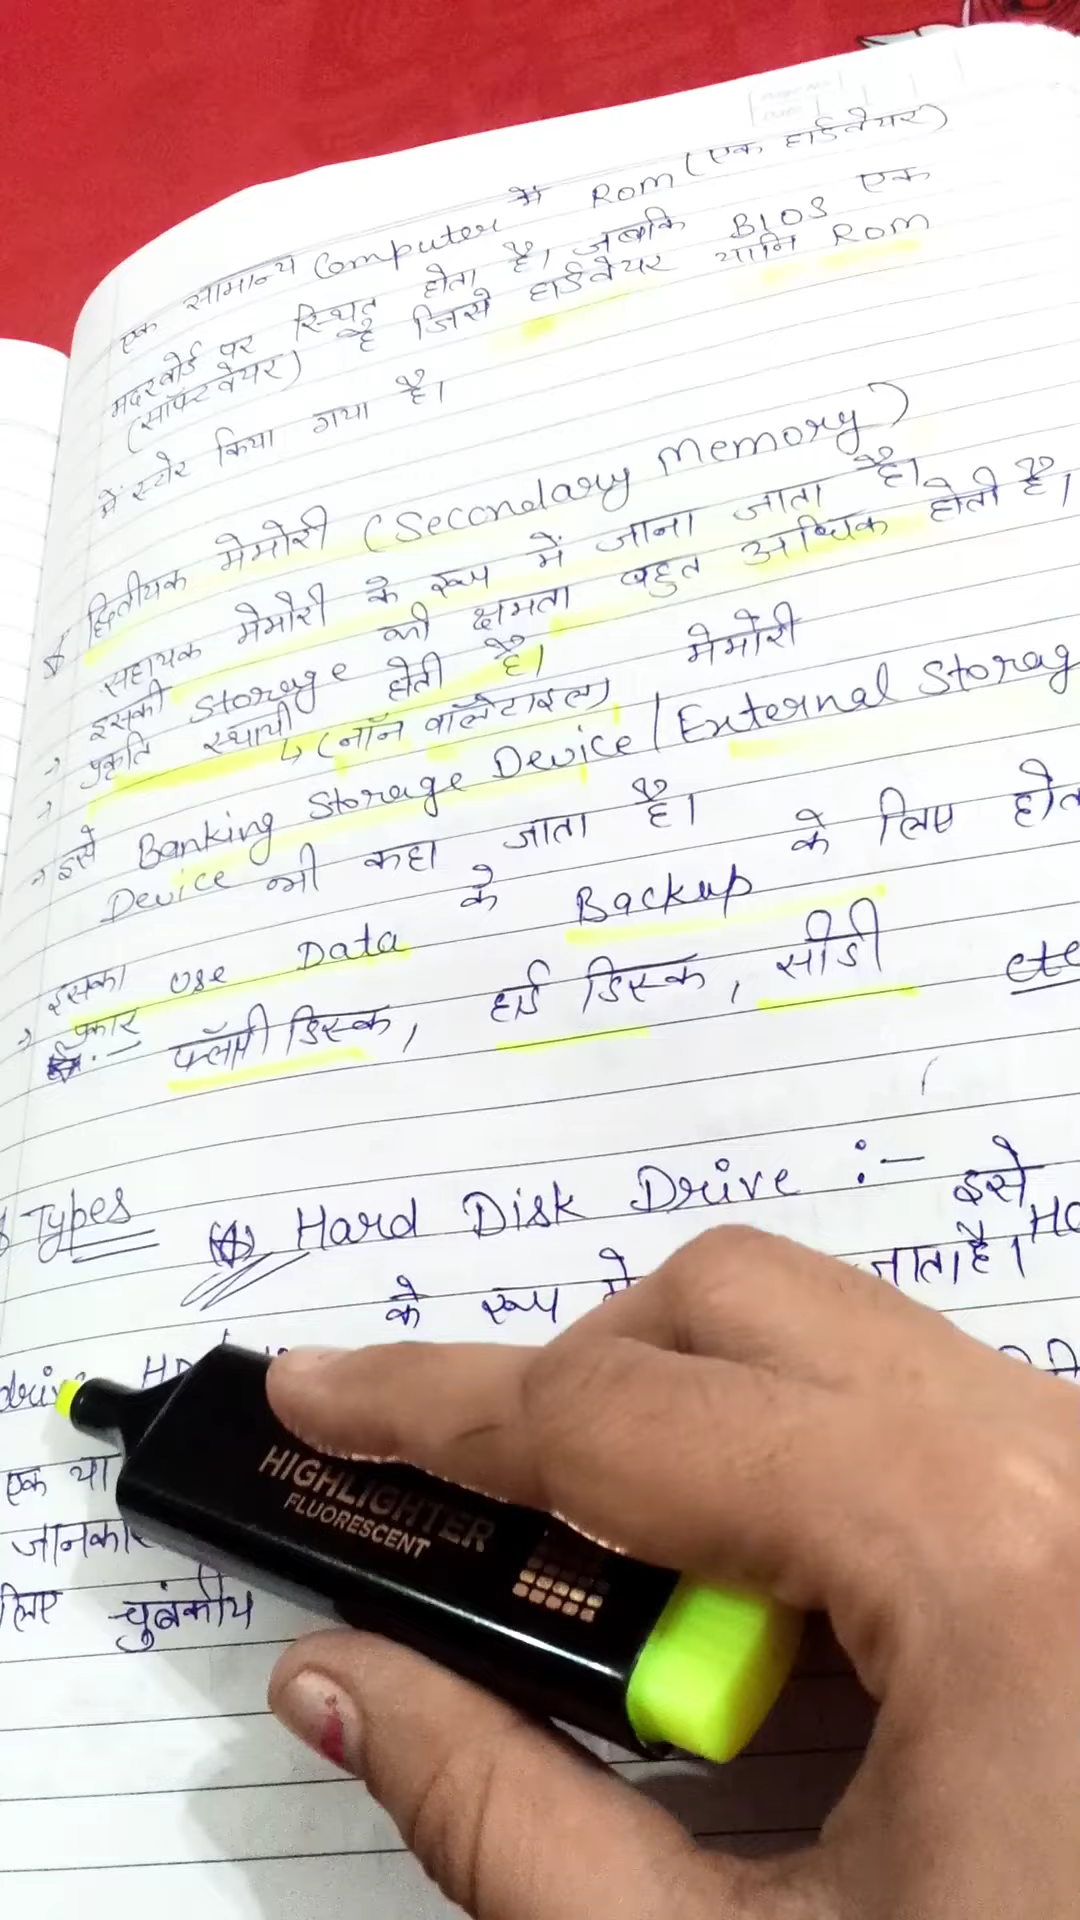 एक सामान्य Computer में ROM (एक हार्डवेयर)
मदरबोर्ड पर स्थित होता है, जबकि BIOS एक
(सॉफ्टवेयर) है जिसे हार्डवेयर यानि ROM
में स्टोर किया गया है।
द्वितीयक मेमोरी (Secondary Memory)
सहायक मेमोरी के रूप में जाना जाता है।
इसकी Storage की क्षमता बहुत अधिक होती है।
→ प्रकृति स्थायी होती है।
↳ (नॉन वॉलेटाइल) मेमोरी
→ इसे Banking Storage Device / External Storag
Device भी कहा जाता है।
इसका use Data के Backup के लिए होत
→ प्रकार :- फ्लॉपी डिस्क, हार्ड डिस्क, सीडी etc
Types Hard Disk Drive :- इसे
के रूप में जाता है।
एक या
जानकार
लिए चुंबकीय
HIGHLIGHTER
FLUORESCENT